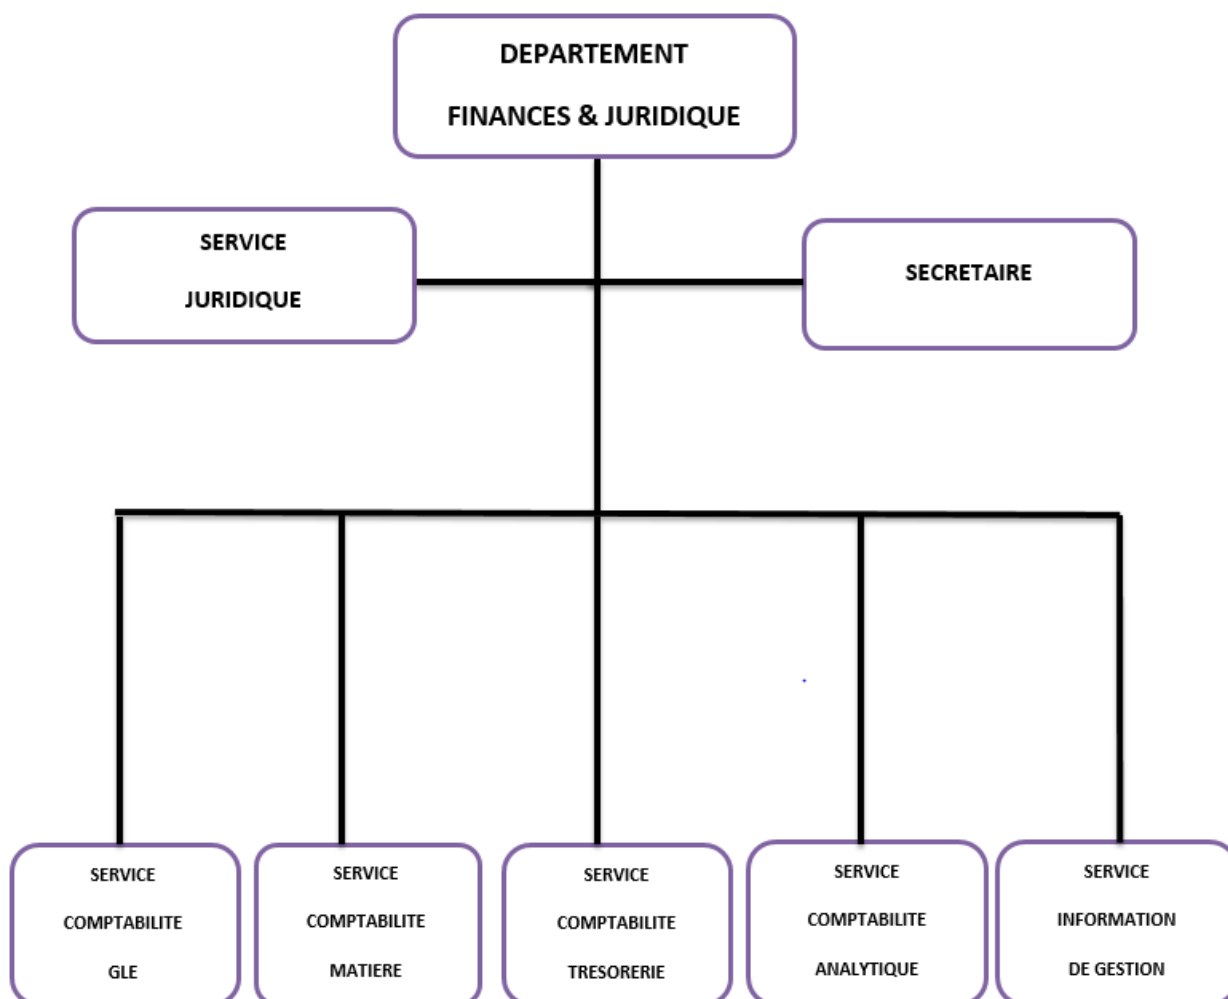 DEPARTEMENT
FINANCES & JURIDIQUE
SERVICE
JURIDIQUE
SECRETAIRE
SERVICE
COMPTABILITE
GLE
SERVICE
COMPTABILITE
MATIERE
SERVICE
COMPTABILITE
TRESORERIE
SERVICE
COMPTABILITE
ANALYTIQUE
SERVICE
INFORMATION
DE GESTION